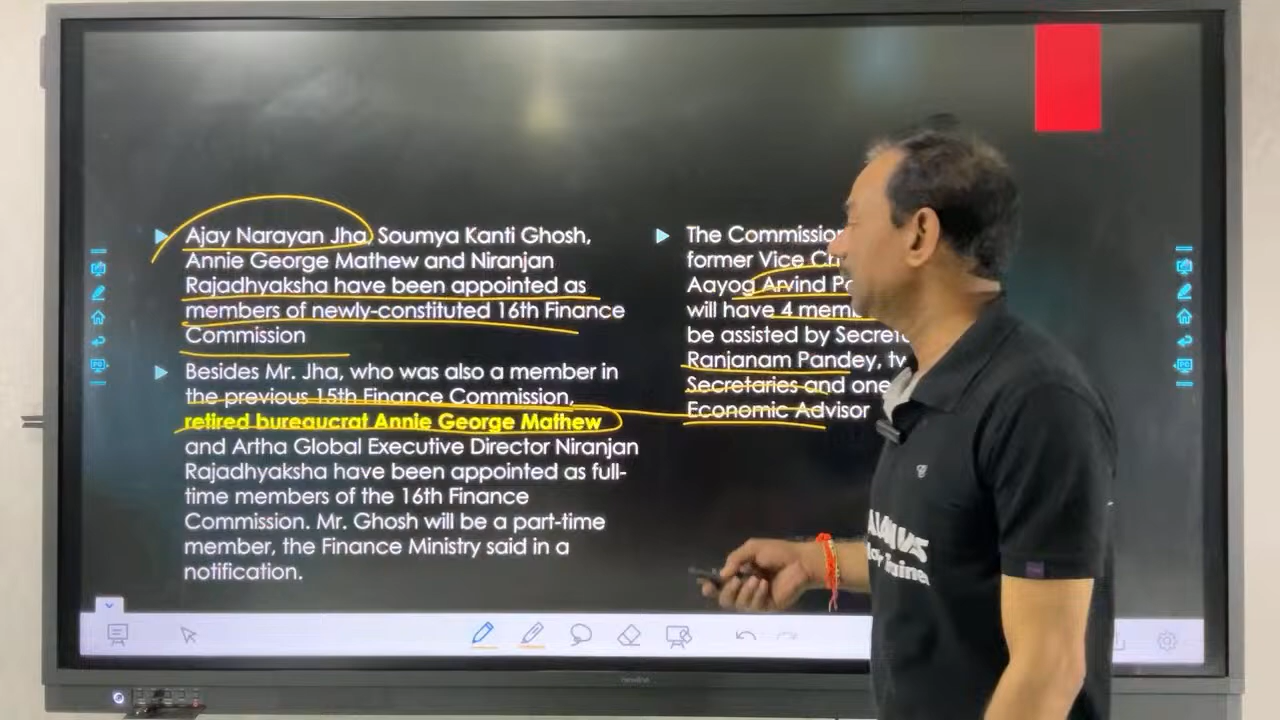 Ajay Narayan Jha, Soumya Kanti Ghosh,
Annie George Mathew and Niranjan
Rajadhyaksha have been appointed as
members of newly-constituted 16th Finance
Commission
Besides Mr. Jha, who was also a member in
the previous 15th Finance Commission,
retired bureaucrat Annie George Mathew
and Artha Global Executive Director Niranjan
Rajadhyaksha have been appointed as full-
time members of the 16th Finance
Commission. Mr. Ghosh will be a part-time
member, the Finance Ministry said in a
notification.
The Commission
former Vice
Aayog Arvind
will have 4
be assisted by
Ranjanam Pandey,
Secretaries and one
Economic Advisor